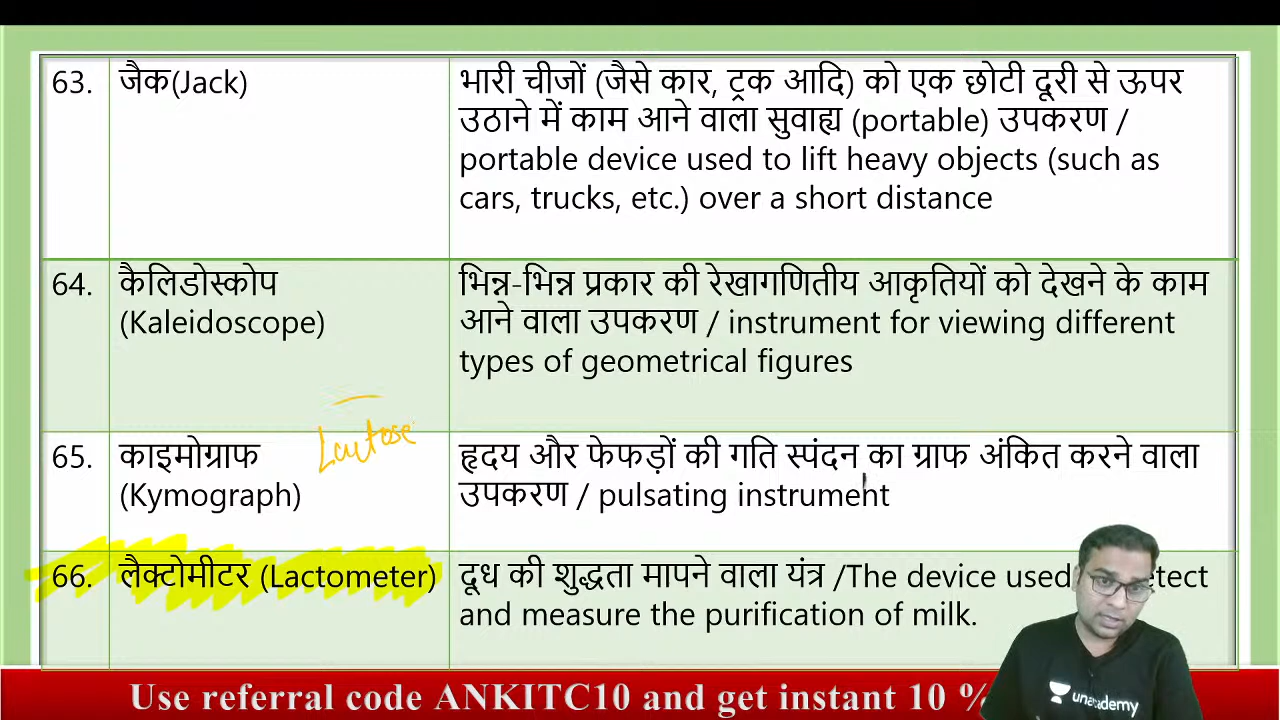 63.
जैक(Jack)
भारी चीजों (जैसे कार, ट्रक आदि) को एक छोटी दूरी से ऊपर
उठाने में काम आने वाला सुवाह्य (portable) उपकरण /
portable device used to lift heavy objects (such as
cars, trucks, etc.) over a short distance
64.
कैलिडोस्कोप
(Kaleidoscope)
भिन्न-भिन्न प्रकार की रेखागणितीय आकृतियों को देखने के काम
आने वाला उपकरण / instrument for viewing different
types of geometrical figures
Lactose
65.
काइमोग्राफ
(Kymograph)
हृदय और फेफड़ों की गति स्पंदन का ग्राफ अंकित करने वाला
उपकरण / pulsating instrument
66.
लैक्टोमीटर (Lactometer)
दूध की शुद्धता मापने वाला यंत्र /The device used
and measure the purification of milk.
unacademy
Use referral code ANKITC10 and get instant 10 %